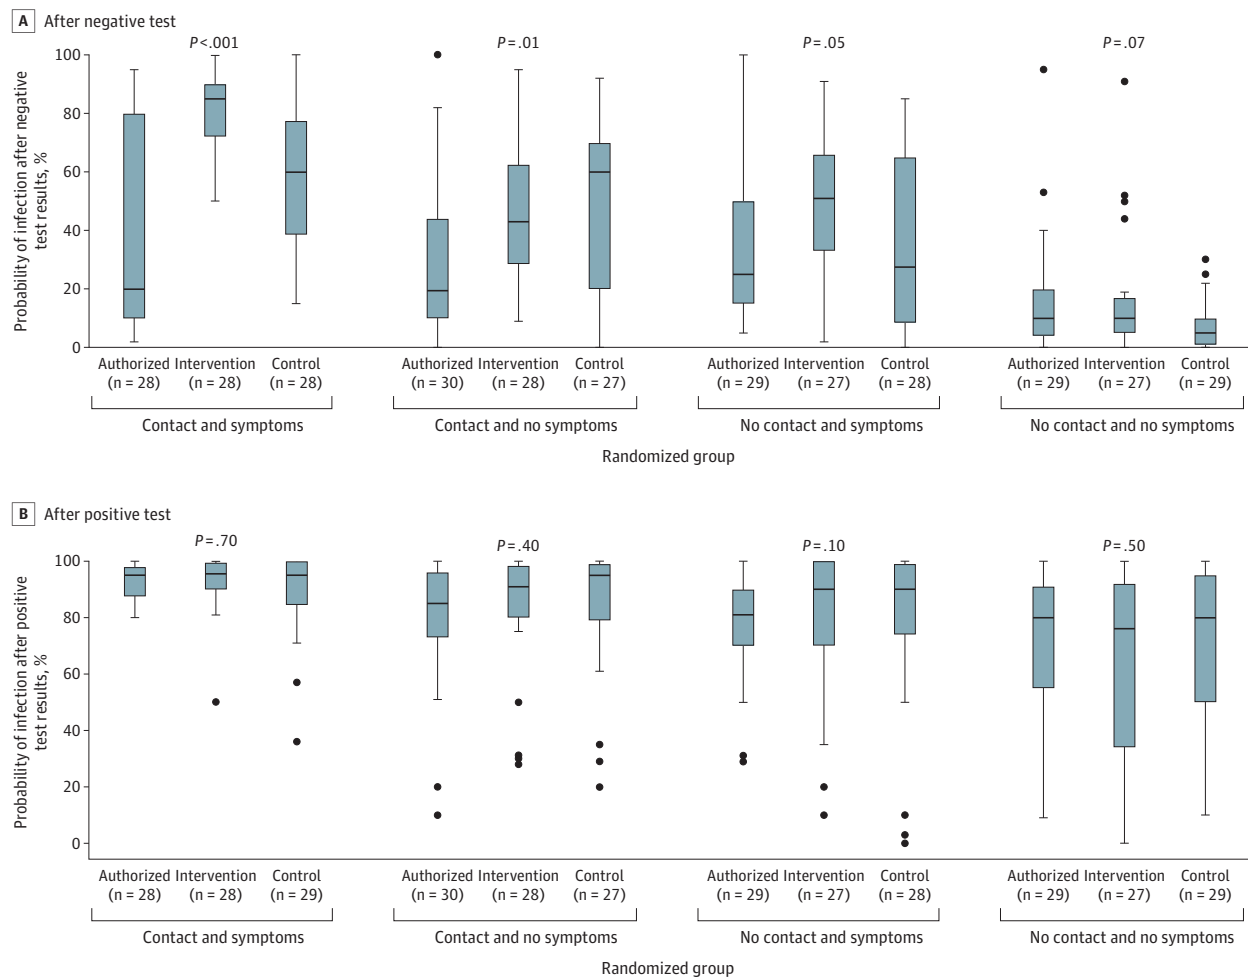 A After negative test
P<.001
P=.01
P=.05
P=.07
Probability of infection after negative
test results, %
100
80
60
40
20
0
Authorized Intervention Control
(n = 28) (n = 28) (n = 28)
Contact and symptoms
Authorized Intervention Control
(n = 30) (n = 28) (n = 27)
Contact and no symptoms
Authorized Intervention Control
(n = 29) (n = 27) (n = 28)
No contact and symptoms
Authorized Intervention Control
(n = 29) (n = 27) (n = 29)
No contact and no symptoms
Randomized group
B After positive test
P=.70
P=.40
P=.10
P=.50
Probability of infection after positive
test results, %
100
80
60
40
20
0
Authorized Intervention Control
(n = 28) (n = 28) (n = 29)
Contact and symptoms
Authorized Intervention Control
(n = 30) (n = 28) (n = 27)
Contact and no symptoms
Authorized Intervention Control
(n = 29) (n = 27) (n = 28)
No contact and symptoms
Authorized Intervention Control
(n = 29) (n = 27) (n = 29)
No contact and no symptoms
Randomized group